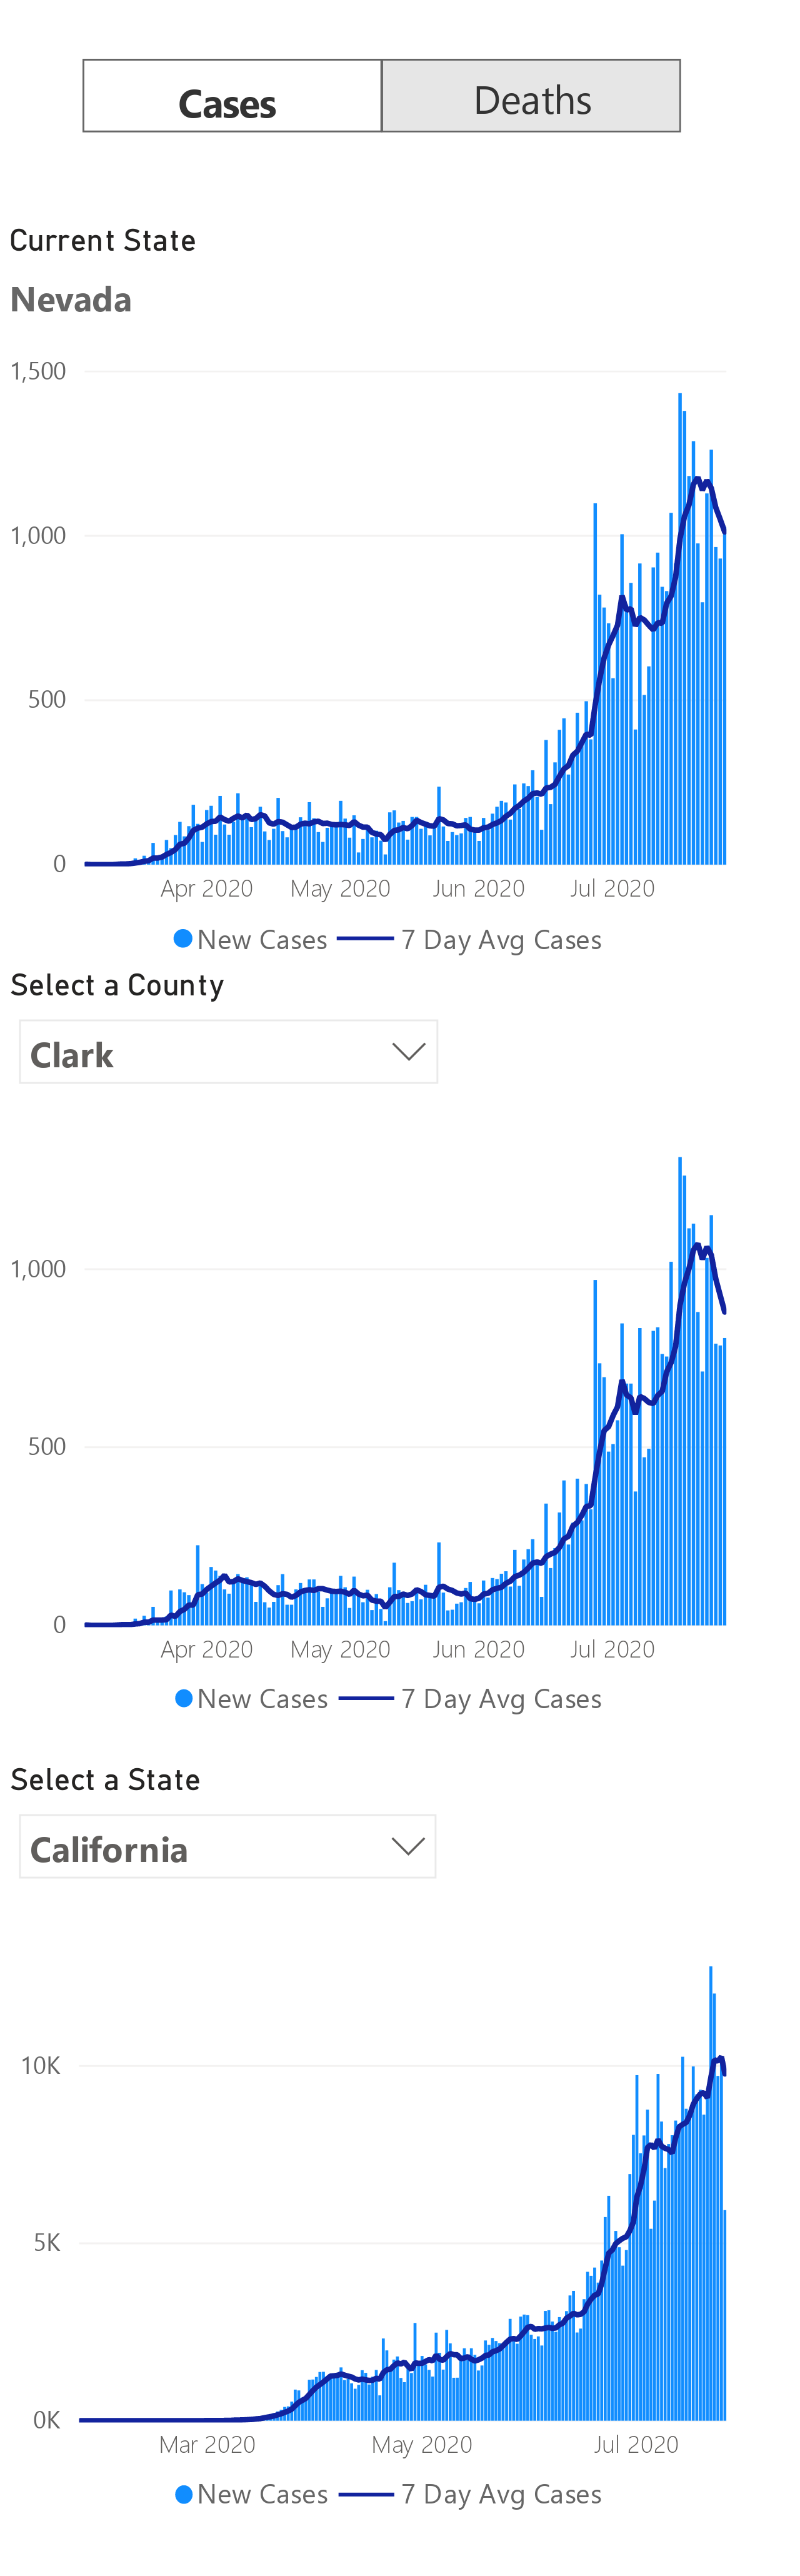 Cases Deaths
Current State
Nevada
1,500
1,000
500
0
Apr 2020 May 2020 Jun 2020 Jul 2020
New Cases 7 Day Avg Cases
Select a County
Clark
1,000
500
0
Apr 2020 May 2020 Jun 2020 Jul 2020
New Cases 7 Day Avg Cases
Select a State
California
10K
5K
0K
Mar 2020 May 2020 Jul 2020
New Cases 7 Day Avg Cases